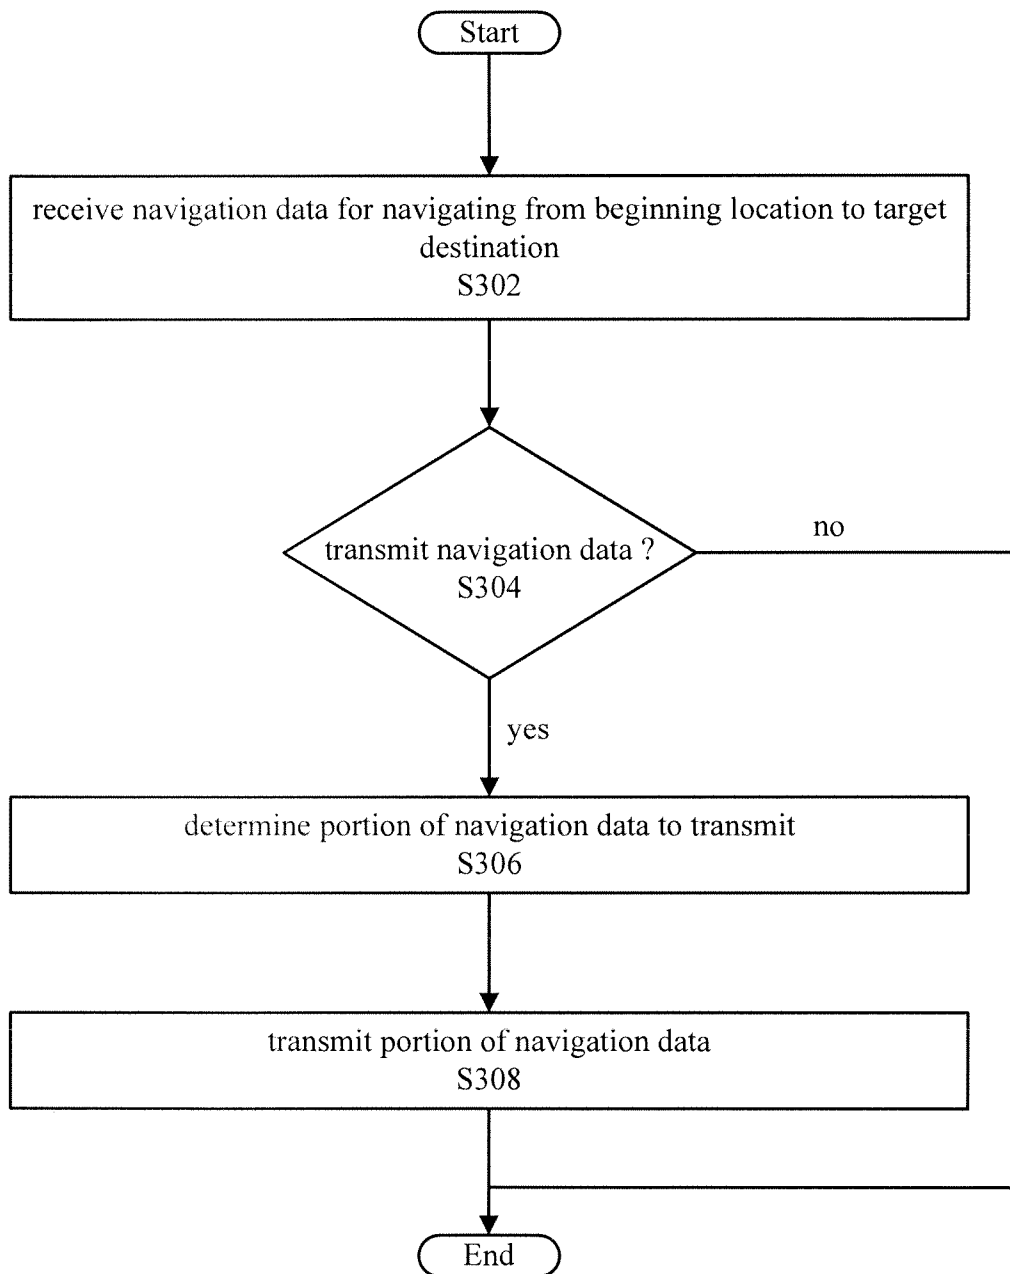 Start
receive navigation data for navigating from beginning location to target
destination
S302
transmit navigation data ?
S304
no
yes
determine portion of navigation data to transmit
S306
transmit portion of navigation data
S308
End